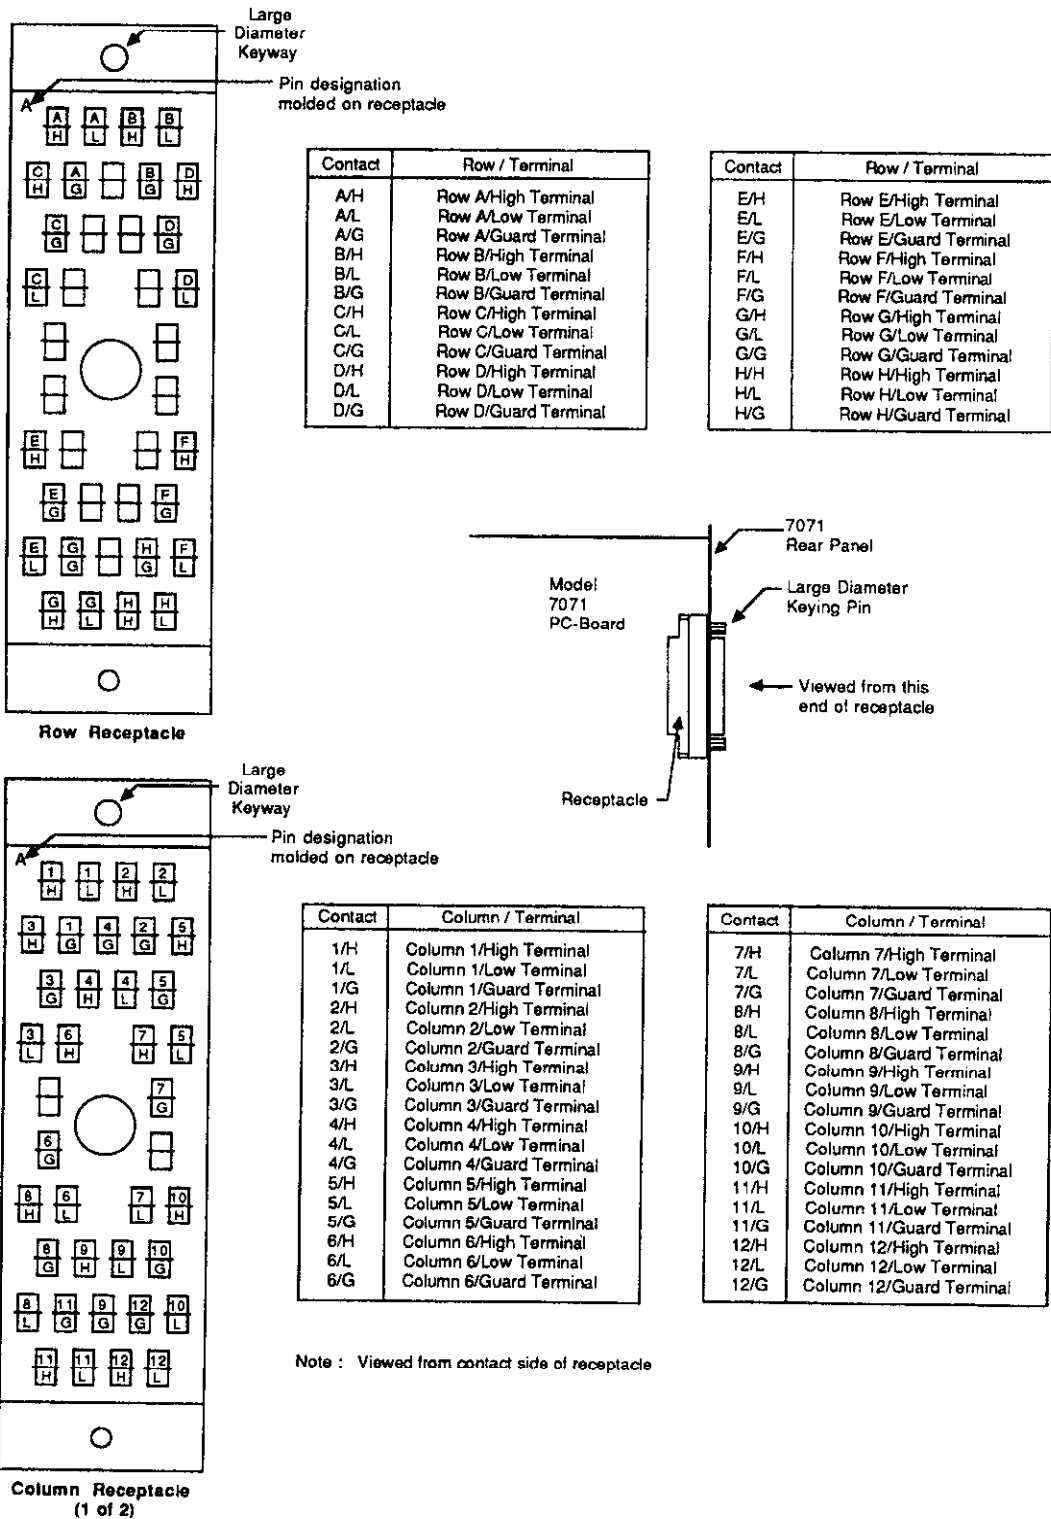 Large
Diameter
Keyway
Pin designation
molded on receptacle
A
A A B B
H L H L
C A B D
H G G H
C D
G G
C D
L L
E F
H H
E F
G G
E G H F
L G G L
G G H H
H L H L
Row Receptacle
Contact Row / Terminal
A/H Row A/High Terminal
A/L Row A/Low Terminal
A/G Row A/Guard Terminal
B/H Row B/High Terminal
B/L Row B/Low Terminal
B/G Row B/Guard Terminal
C/H Row C/High Terminal
C/L Row C/Low Terminal
C/G Row C/Guard Terminal
D/H Row D/High Terminal
D/L Row D/Low Terminal
D/G Row D/Guard Terminal
Contact Row / Terminal
E/H Row E/High Terminal
E/L Row E/Low Terminal
E/G Row E/Guard Terminal
F/H Row F/High Terminal
F/L Row F/Low Terminal
F/G Row F/Guard Terminal
G/H Row G/High Terminal
G/L Row G/Low Terminal
G/G Row G/Guard Terminal
H/H Row H/High Terminal
H/L Row H/Low Terminal
H/G Row H/Guard Terminal
7071
Rear Panel
Model
7071
PC-Board
Large Diameter
Keying Pin
Viewed from this
end of receptacle
Receptacle
Large
Diameter
Keyway
Pin designation
molded on receptacle
A
1 1 2 2
H L H L
3 1 4 2 5
H G G G H
3 4 4 5
G H L G
3 6 7 5
L H H L
7
G
6
G
8 6 7 10
H L L H
8 9 9 10
G H L G
8 11 9 12 10
L G G G L
11 11 12 12
H L H L
Column Receptacle
(1 of 2)
Contact Column / Terminal
1/H Column 1/High Terminal
1/L Column 1/Low Terminal
1/G Column 1/Guard Terminal
2/H Column 2/High Terminal
2/L Column 2/Low Terminal
2/G Column 2/Guard Terminal
3/H Column 3/High Terminal
3/L Column 3/Low Terminal
3/G Column 3/Guard Terminal
4/H Column 4/High Terminal
4/L Column 4/Low Terminal
4/G Column 4/Guard Terminal
5/H Column 5/High Terminal
5/L Column 5/Low Terminal
5/G Column 5/Guard Terminal
6/H Column 6/High Terminal
6/L Column 6/Low Terminal
6/G Column 6/Guard Terminal
Contact Column / Terminal
7/H Column 7/High Terminal
7/L Column 7/Low Terminal
7/G Column 7/Guard Terminal
8/H Column 8/High Terminal
8/L Column 8/Low Terminal
8/G Column 8/Guard Terminal
9/H Column 9/High Terminal
9/L Column 9/Low Terminal
9/G Column 9/Guard Terminal
10/H Column 10/High Terminal
10/L Column 10/Low Terminal
10/G Column 10/Guard Terminal
11/H Column 11/High Terminal
11/L Column 11/Low Terminal
11/G Column 11/Guard Terminal
12/H Column 12/High Terminal
12/L Column 12/Low Terminal
12/G Column 12/Guard Terminal
Note : Viewed from contact side of receptacle